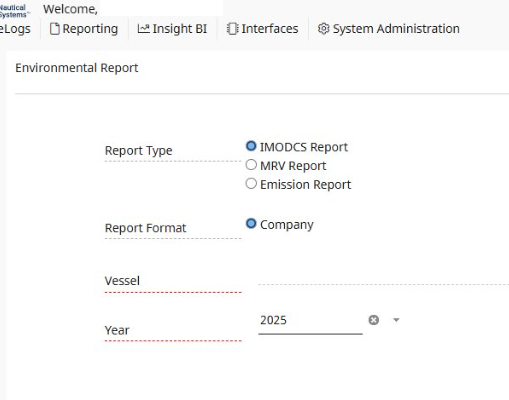 Nautical
Systems™
Welcome,
eLogs Reporting Insight BI Interfaces System Administration
Environmental Report
Report Type
IMODCS Report
MRV Report
Emission Report
Report Format
Company
Vessel
Year
2025